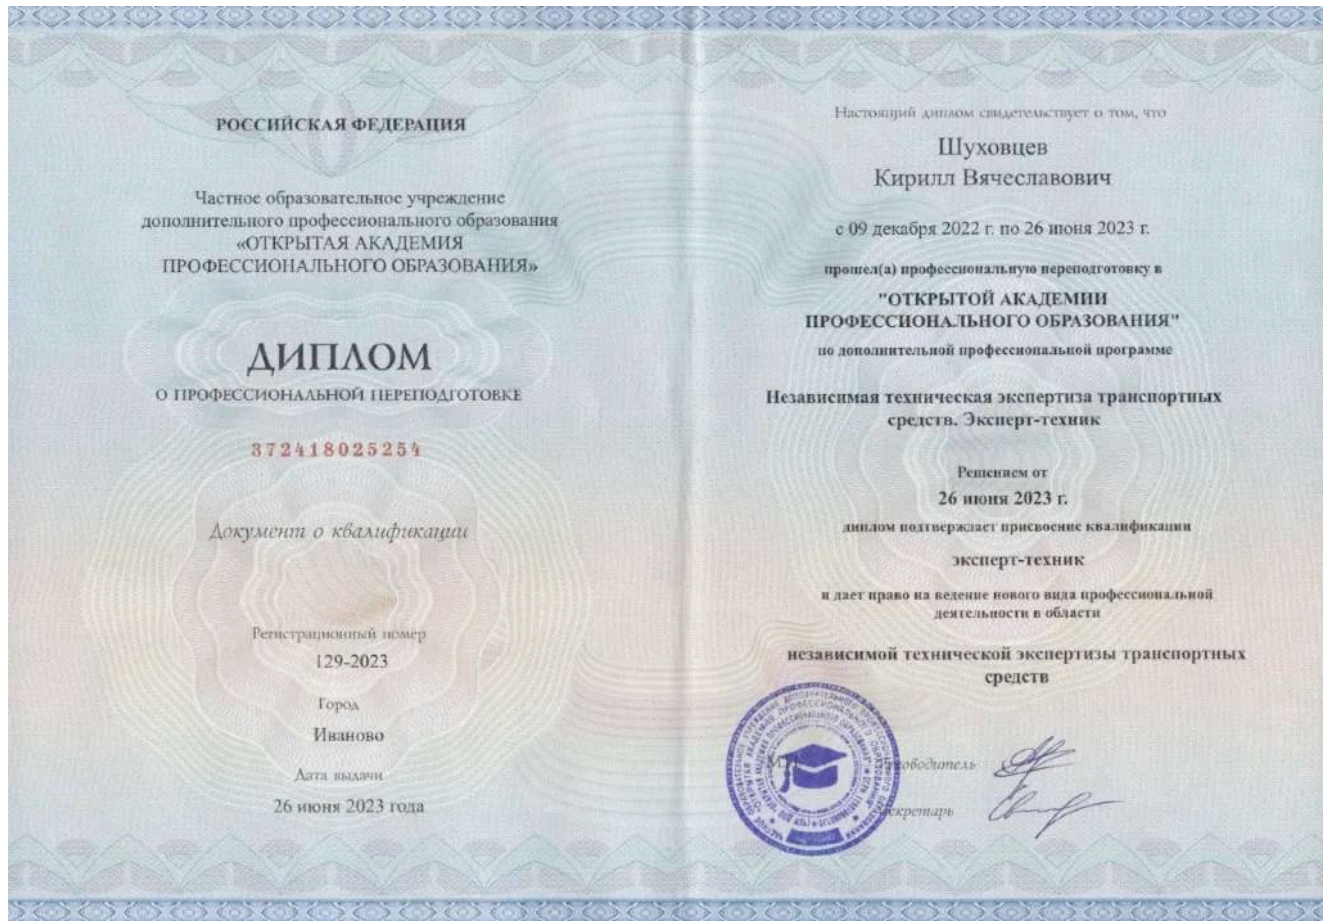 РОССИЙСКАЯ ФЕДЕРАЦИЯ
Частное образовательное учреждение
дополнительного профессионального образования
«ОТКРЫТАЯ АКАДЕМИЯ
ПРОФЕССИОНАЛЬНОГО ОБРАЗОВАНИЯ»
ДИПЛОМ
О ПРОФЕССИОНАЛЬНОЙ ПЕРЕПОДГОТОВКЕ
372418025254
Документ о квалификации
Регистрационный номер
129-2023
Город
Иваново
Дата выдачи
26 июня 2023 года
Настоящий диплом свидетельствует о том, что
Шуховцев
Кирилл Вячеславович
с 09 декабря 2022 г. по 26 июня 2023 г.
прошел(а) профессиональную переподготовку в
"ОТКРЫТОЙ АКАДЕМИИ
ПРОФЕССИОНАЛЬНОГО ОБРАЗОВАНИЯ"
по дополнительной профессиональной программе
Независимая техническая экспертиза транспортных
средств. Эксперт-техник
Решением от
26 июня 2023 г.
диплом подтверждает присвоение квалификации
эксперт-техник
и дает право на ведение нового вида профессиональной
деятельности в области
независимой технической экспертизы транспортных
средств
М.П.
Руководитель
Секретарь